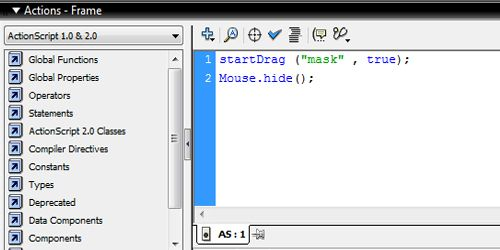 Actions - Frame
ActionScript 1.0 & 2.0
Global Functions
Global Properties
Operators
Statements
ActionScript 2.0 Classes
Compiler Directives
Constants
Types
Deprecated
Data Components
Components
1 startDrag ("mask" , true);
2 Mouse.hide();
AS : 1